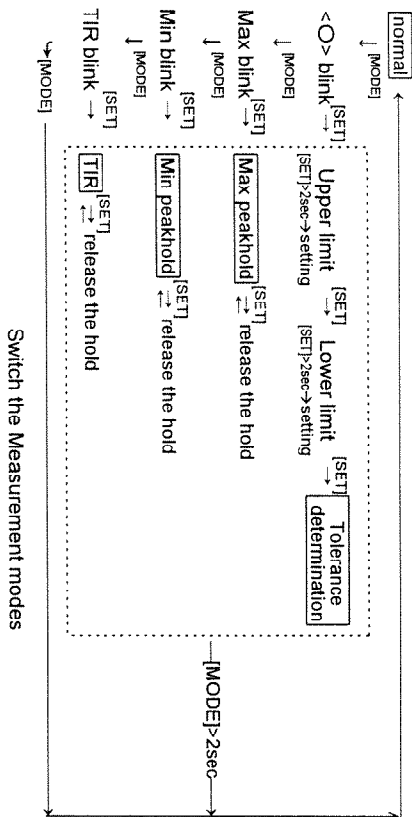 normal
↓ [MODE]
<O> blink [SET] → Upper limit [SET] → Lower limit [SET] → Tolerance determination
[SET]>2sec→setting [SET]>2sec→setting
↓ [MODE]
Max blink [SET] → Max peakhold [SET] ⇄ release the hold
↓ [MODE]
Min blink [SET] → Min peakhold [SET] ⇄ release the hold
↓ [MODE]
TIR blink [SET] → TIR [SET] ⇄ release the hold
[MODE]
[MODE]>2sec
Switch the Measurement modes